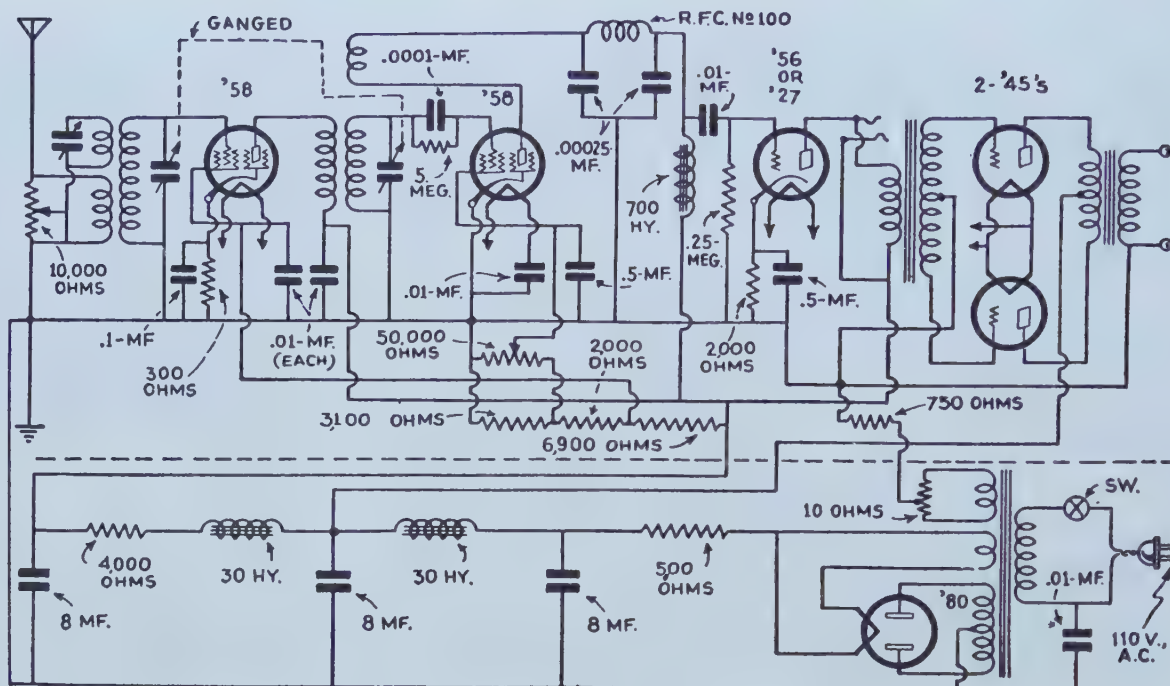 GANGED
R.F.C. No 100
.0001-MF.
'58
'58
.01-
MF.
'56
OR
'27
2-'45's
.00025-
MF.
.5
MEG.
700
HY.
.25-
MEG.
10,000
OHMS
.01-MF.
.5-MF.
.5-MF.
.1-MF
300
OHMS
.01-MF.
(EACH)
50,000
OHMS
2,000
OHMS
2,000
OHMS
3,100 OHMS
6,900 OHMS
750 OHMS
SW.
10 OHMS
4,000
OHMS
30 HY.
30 HY.
500
OHMS
.01-MF.
'80
8 MF.
8 MF.
8 MF.
110 V.,
A.C.